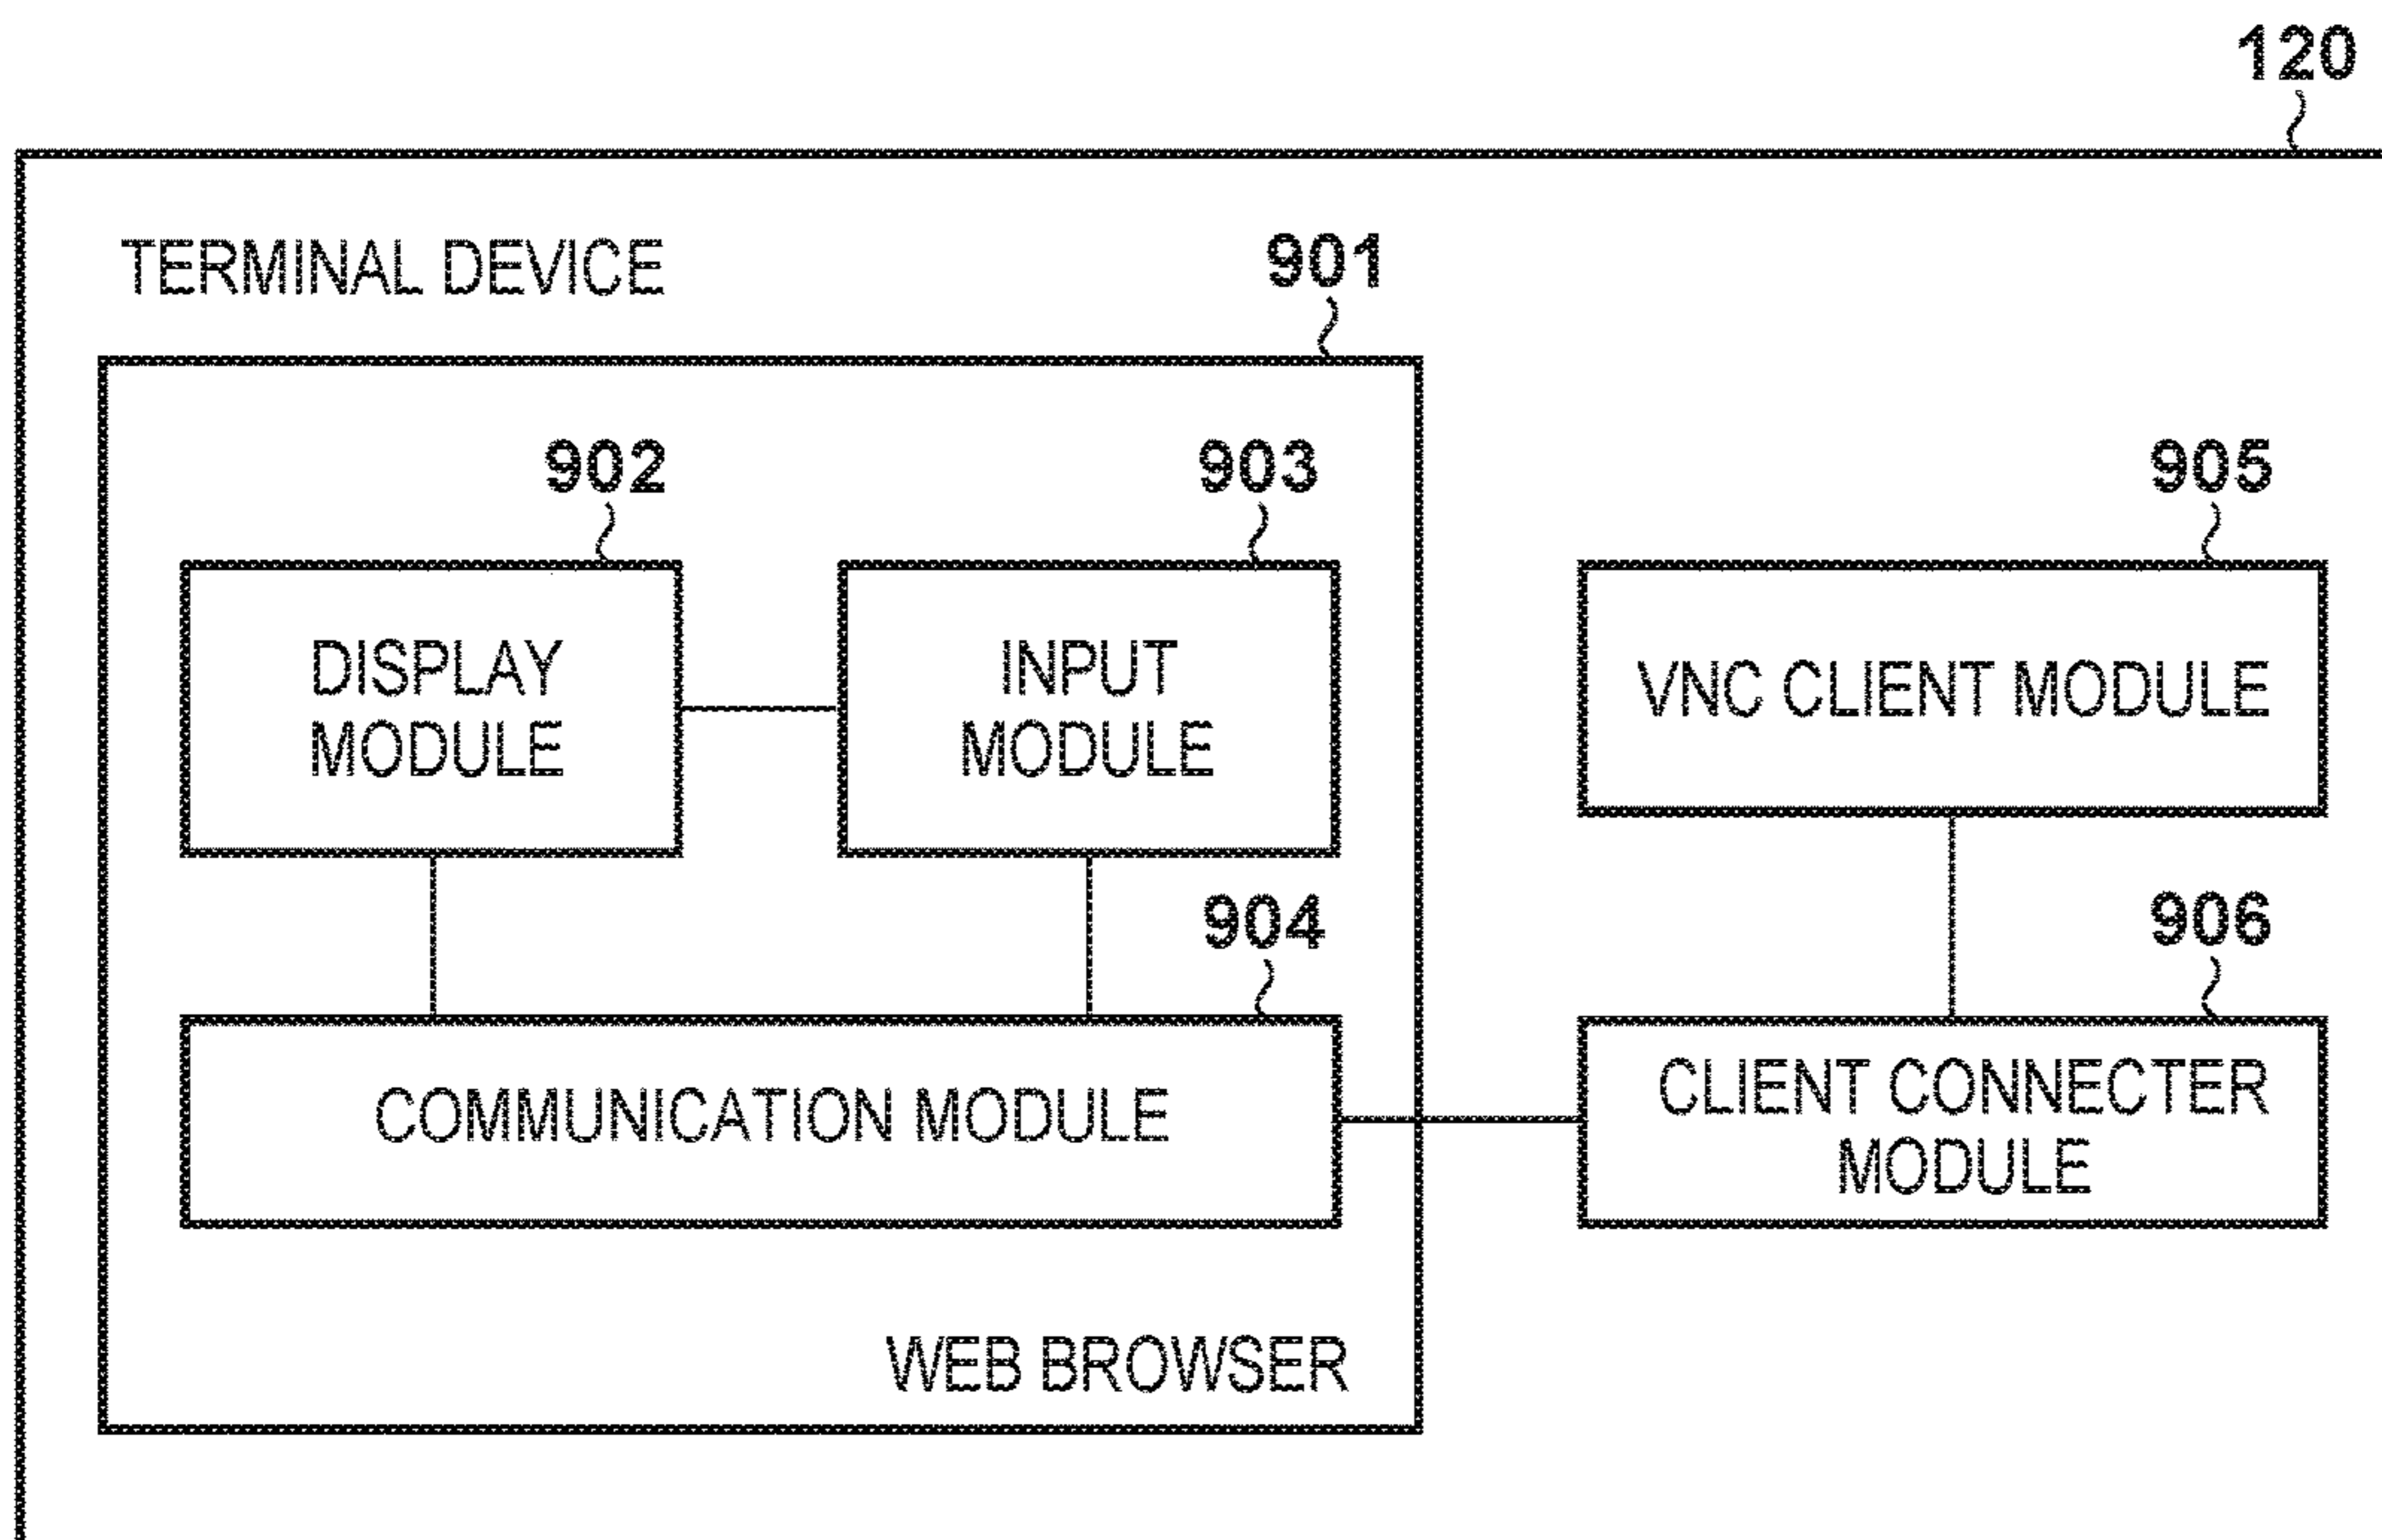 120
TERMINAL DEVICE
901
902
903
905
DISPLAY
MODULE
INPUT
MODULE
VNC CLIENT MODULE
904
906
COMMUNICATION MODULE
CLIENT CONNECTER
MODULE
WEB BROWSER